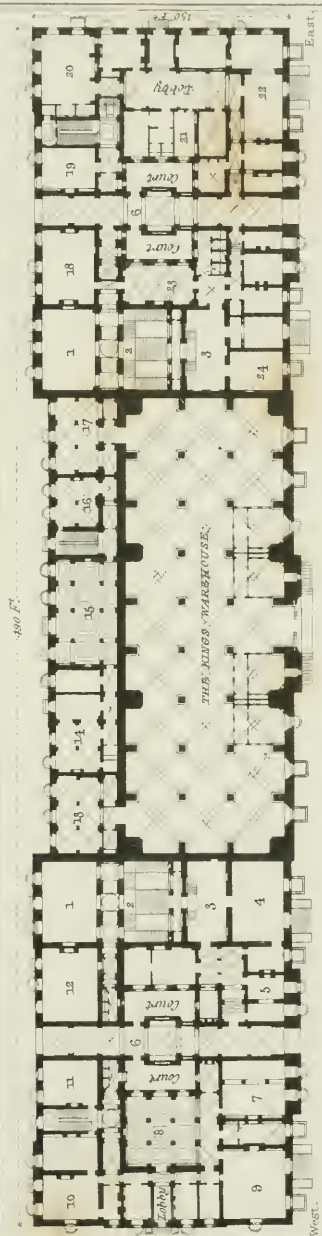 490 Ft.
10 11 12 1 13 14 15 16 17 1 18 19 20
Lobby 8 Court 6 Court 2 2 23 Court 6 Court 21 Lobby
150 Ft.
3 THE KINGS WAREHOUSE. 3
9 7 5 4 24 22
West. East.